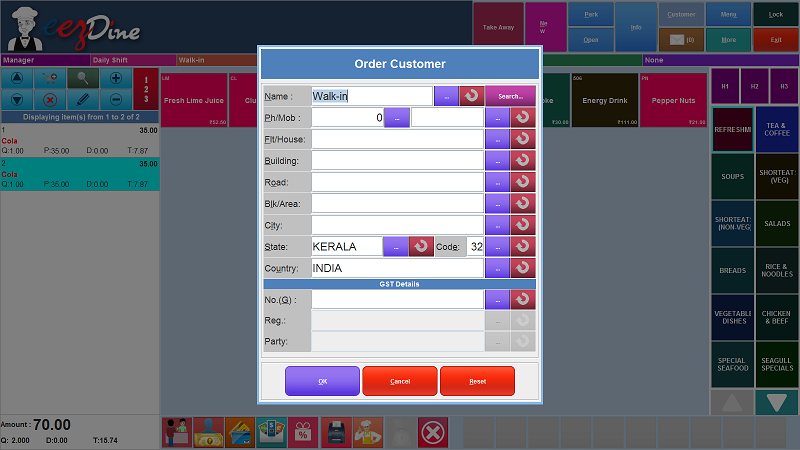 eezDine
Take Away
Ne
w
Park
Open
Info
Customer
(0)
Menu
More
Lock
Exit
Manager
Daily Shift
Walk-in
None
1
2
3
Displaying item(s) from 1 to 2 of 2
1 35.00
Cola
Q:1.00 P:35.00 D:0.00 T:7.87
2 35.00
Cola
Q:1.00 P:35.00 D:0.00 T:7.87
Amount : 70.00
Q: 2.000 D:0.00 T:15.74
LM
Fresh Lime Juice
₹52.50
CL
₹30.00
506
Energy Drink
₹111.00
PN
Pepper Nuts
₹21.00
Order Customer
Name : Walk-in ... Search...
Ph/Mob : 0 ... ...
Flt/House: ...
Building: ...
Road: ...
Blk/Area: ...
City: ...
State: KERALA ... Code: 32 ...
Country: INDIA ...
GST Details
No.(G) : ...
Reg.: ...
Party: ...
OK
Cancel
Reset
H1
H2
H3
REFRESHMI
TEA &
COFFEE
SOUPS
SHORTEAT:
(VEG)
SHORTEAT:
(NON-VEG)
SALADS
BREADS
RICE &
NOODLES
VEGETABLE
DISHES
CHICKEN
& BEEF
SPECIAL
SEAFOOD
SEAGULL
SPECIALS